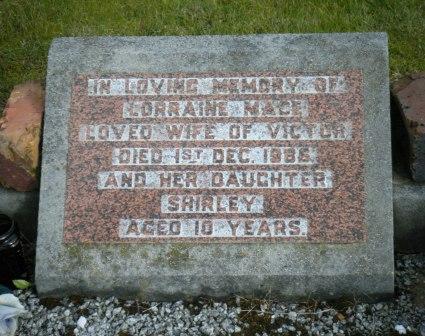 IN LOVING MEMORY OF
LORRAINE MACE
LOVED WIFE OF VICTOR
DIED 1ST DEC. 1986.
AND HER DAUGHTER
SHIRLEY
AGED 10 YEARS.